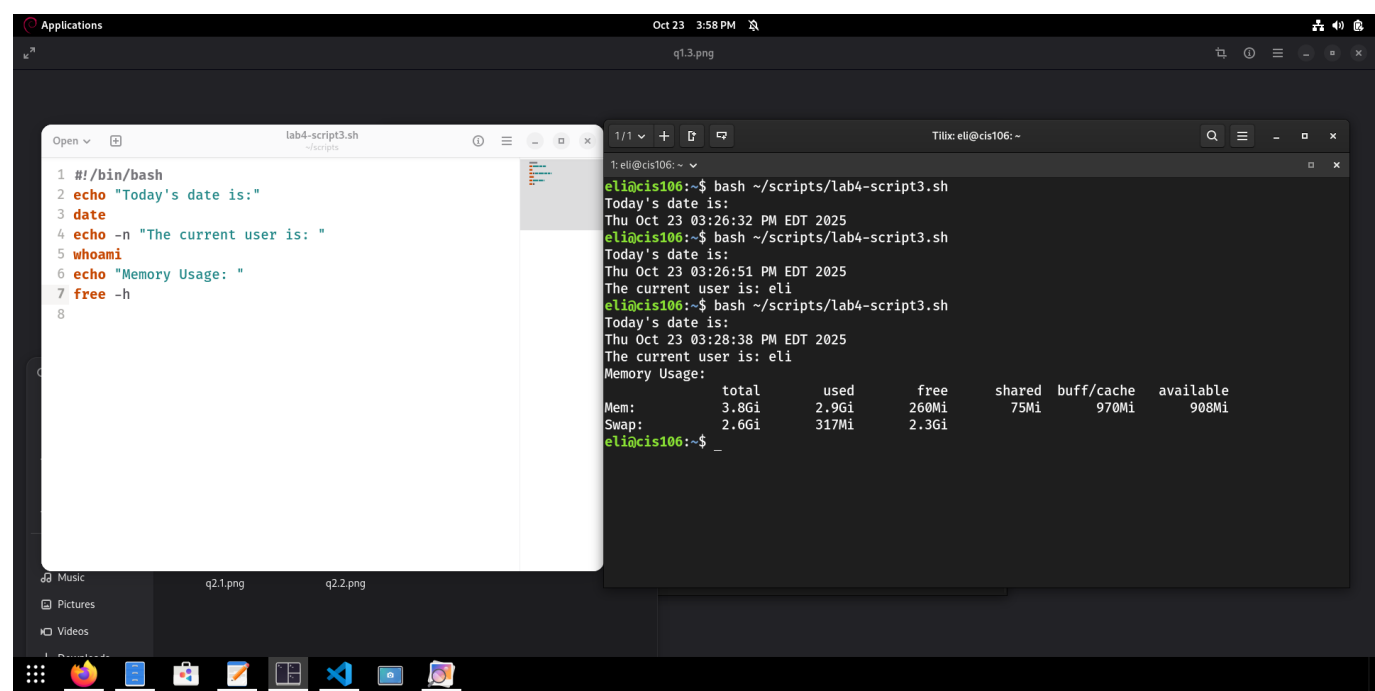 Applications
Oct 23 3:58 PM
q1.3.png
Open
lab4-script3.sh
~/scripts
1 #!/bin/bash
2 echo "Today's date is:"
3 date
4 echo -n "The current user is: "
5 whoami
6 echo "Memory Usage: "
7 free -h
8
1/1
Tilix: eli@cis106: ~
1: eli@cis106: ~
eli@cis106:~$ bash ~/scripts/lab4-script3.sh
Today's date is:
Thu Oct 23 03:26:32 PM EDT 2025
eli@cis106:~$ bash ~/scripts/lab4-script3.sh
Today's date is:
Thu Oct 23 03:26:51 PM EDT 2025
The current user is: eli
eli@cis106:~$ bash ~/scripts/lab4-script3.sh
Today's date is:
Thu Oct 23 03:28:38 PM EDT 2025
The current user is: eli
Memory Usage:
total used free shared buff/cache available
Mem: 3.8Gi 2.9Gi 260Mi 75Mi 970Mi 908Mi
Swap: 2.6Gi 317Mi 2.3Gi
eli@cis106:~$ _
Music
q2.1.png
q2.2.png
Pictures
Videos